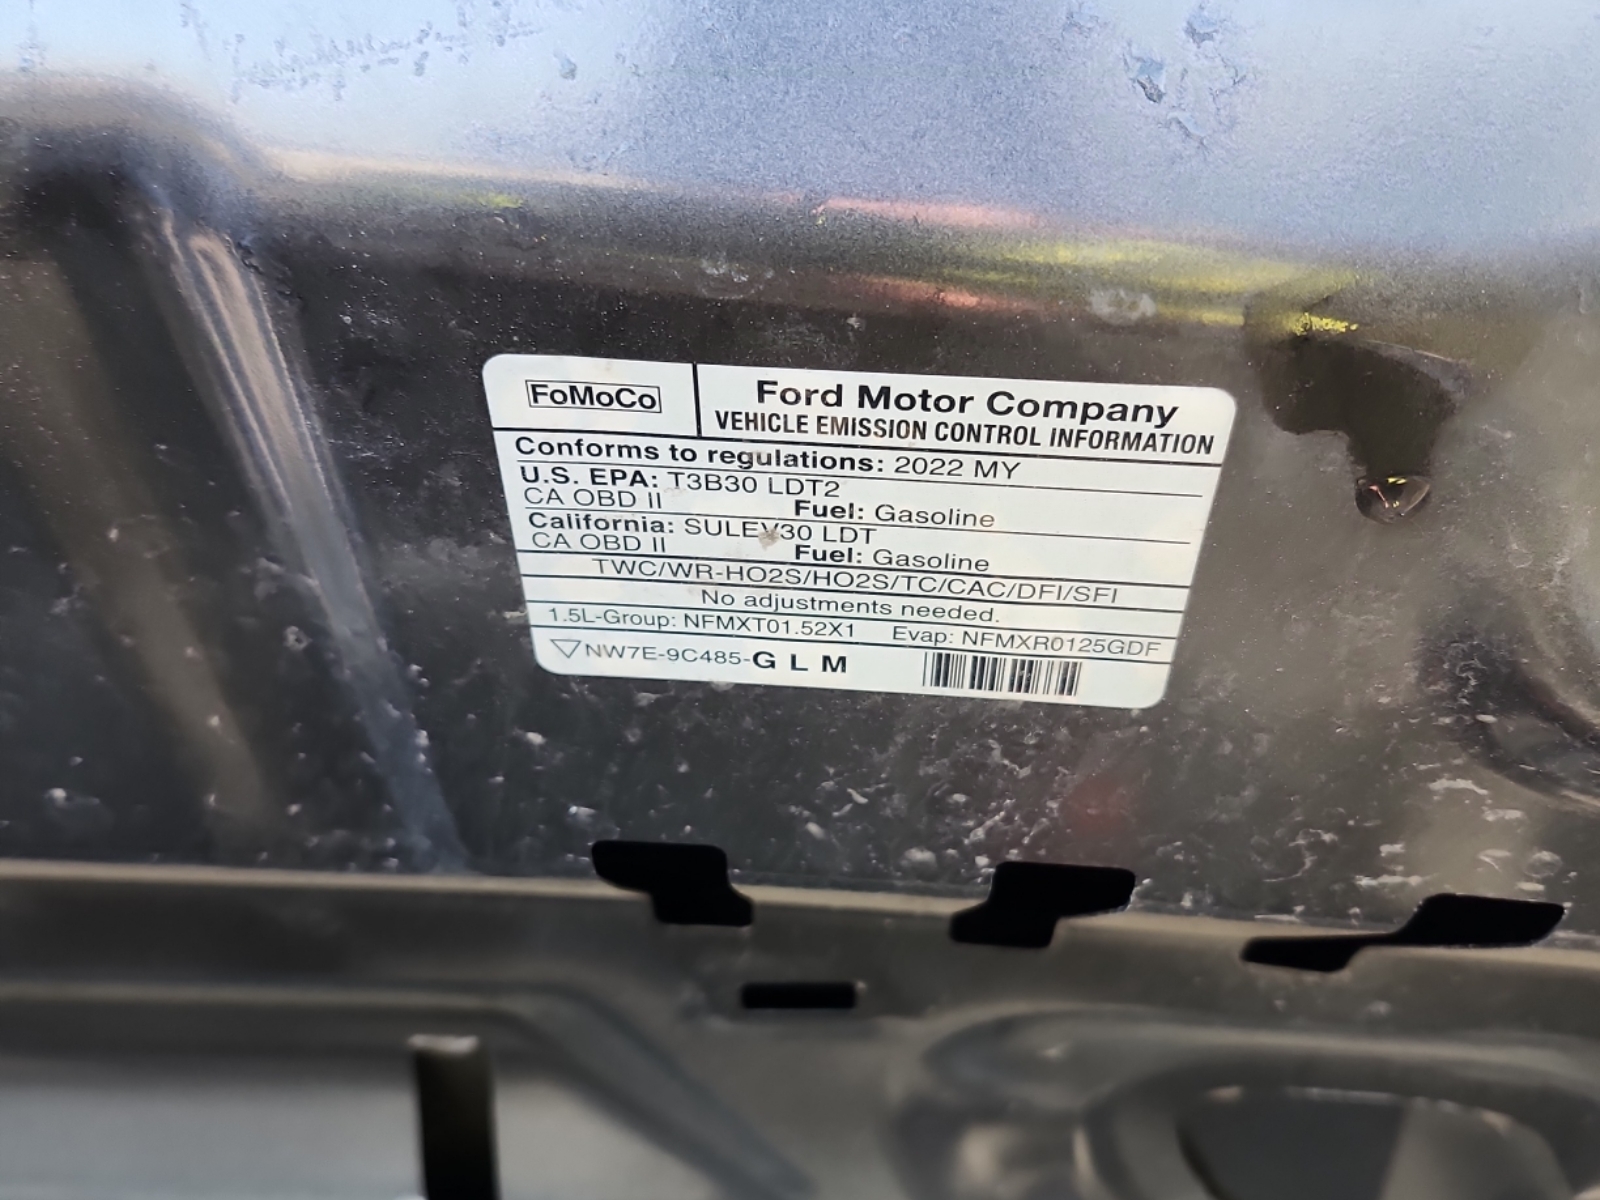 FoMoCo
Ford Motor Company
VEHICLE EMISSION CONTROL INFORMATION
Conforms to regulations: 2022 MY
U.S. EPA: T3B30 LDT2
CA OBD II Fuel: Gasoline
California: SULEV30 LDT
CA OBD II Fuel: Gasoline
TWC/WR-HO2S/HO2S/TC/CAC/DFI/SFI
No adjustments needed.
1.5L-Group: NFMXT01.52X1 Evap: NFMXR0125GDF
NW7E-9C485-G L M